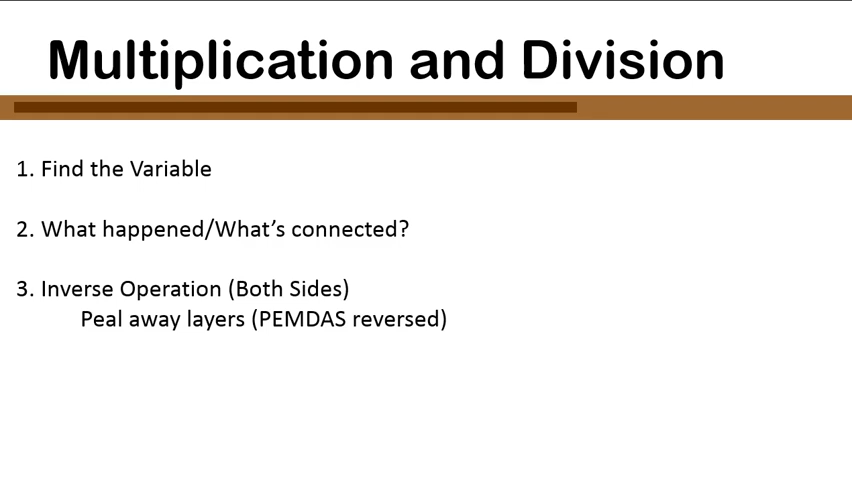 Multiplication and Division
1. Find the Variable
2. What happened/What’s connected?
3. Inverse Operation (Both Sides)
Peal away layers (PEMDAS reversed)